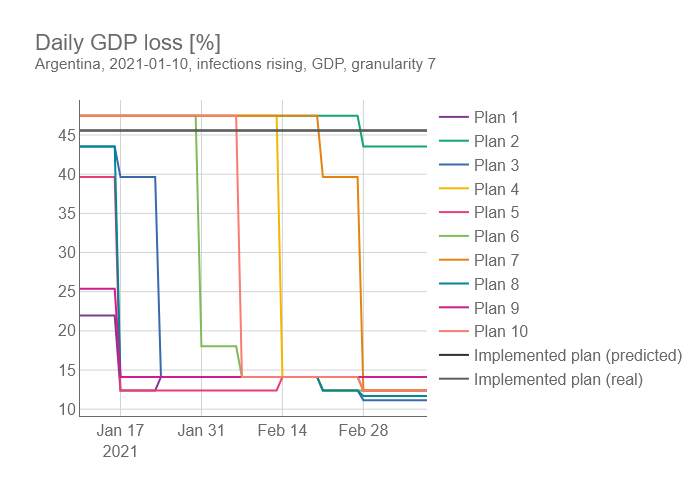 Daily GDP loss [%]
Argentina, 2021-01-10, infections rising, GDP, granularity 7
45
40
35
30
25
20
15
10
Jan 17
2021
Jan 31
Feb 14
Feb 28
Plan 1
Plan 2
Plan 3
Plan 4
Plan 5
Plan 6
Plan 7
Plan 8
Plan 9
Plan 10
Implemented plan (predicted)
Implemented plan (real)